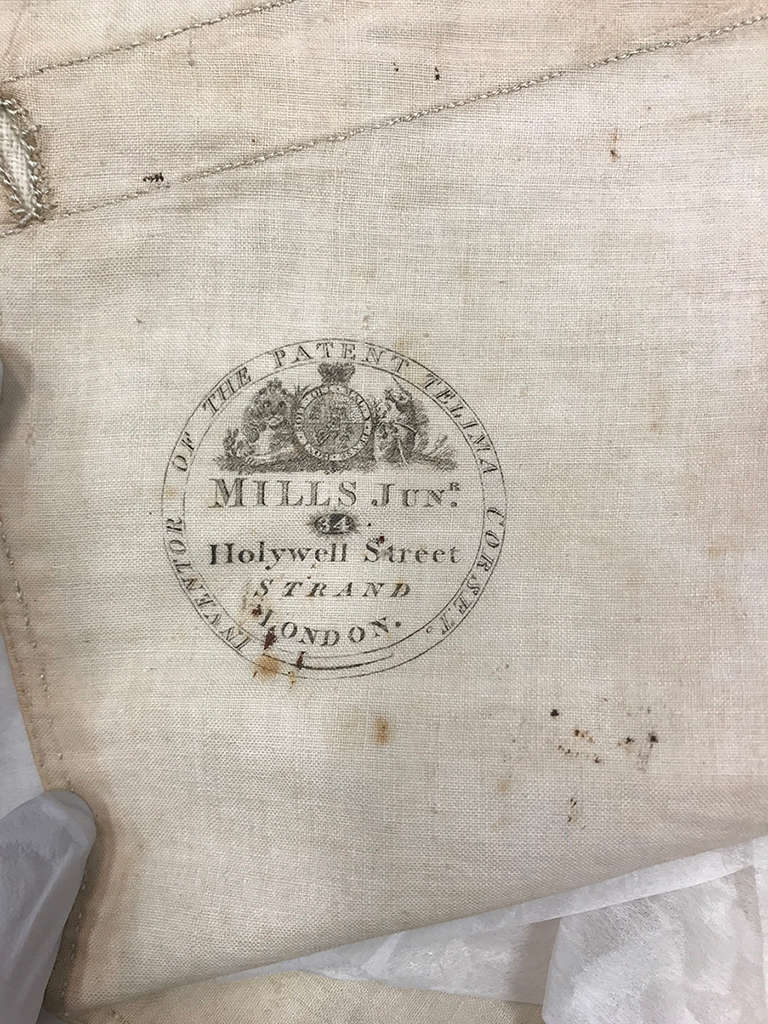 INVENTOR OF THE PATENT TELIMA CORSET.
MILLS JUNR.
34
Holywell Street
STRAND
LONDON.